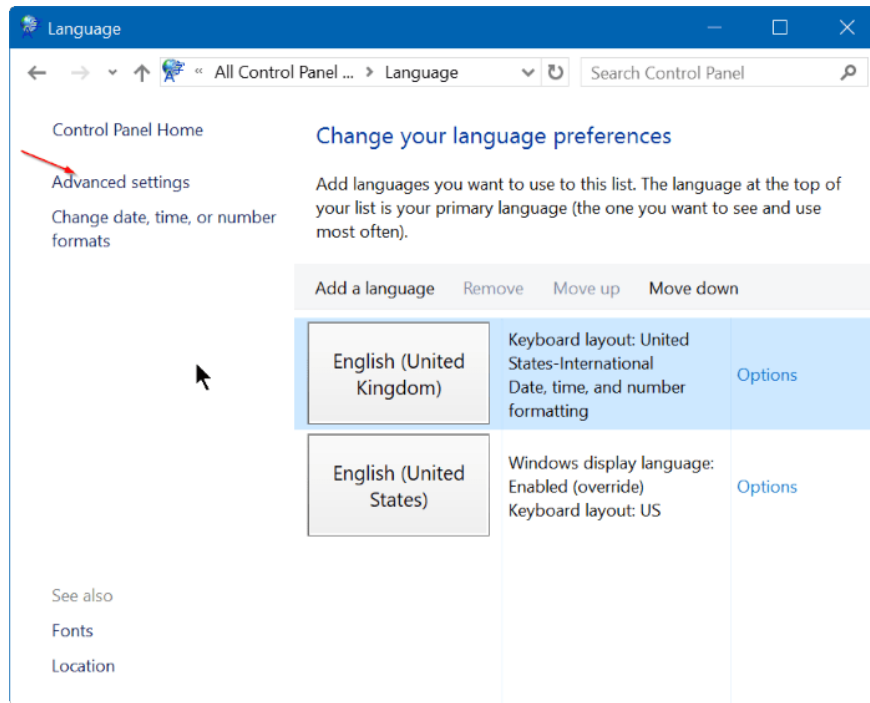 Language
« All Control Panel ... > Language
Search Control Panel
Control Panel Home
Advanced settings
Change date, time, or number
formats
See also
Fonts
Location
Change your language preferences
Add languages you want to use to this list. The language at the top of
your list is your primary language (the one you want to see and use
most often).
Add a language Remove Move up Move down
English (United
Kingdom)
Keyboard layout: United
States-International
Date, time, and number
formatting
Options
English (United
States)
Windows display language:
Enabled (override)
Keyboard layout: US
Options